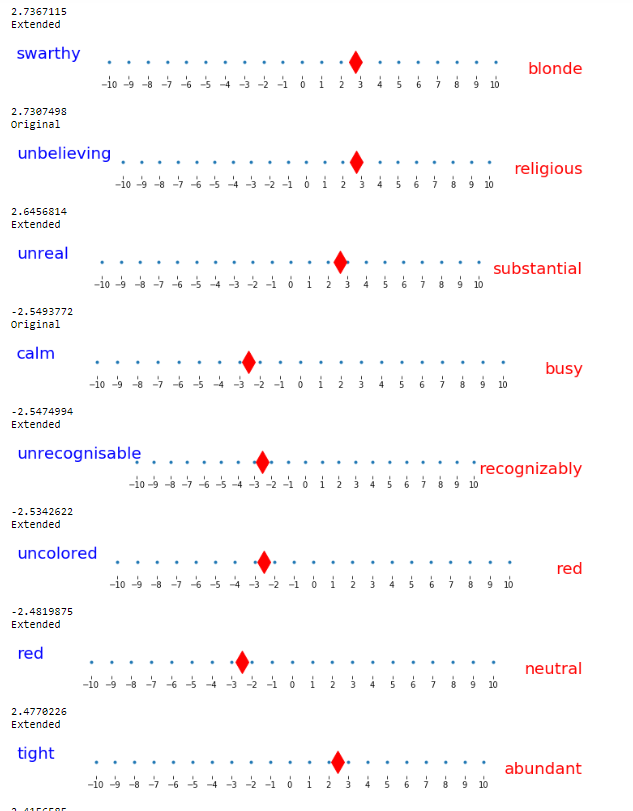 2.7367115
Extended
swarthy
blonde
−10 −9 −8 −7 −6 −5 −4 −3 −2 −1 0 1 2 3 4 5 6 7 8 9 10
2.7307498
Original
unbelieving
religious
−10 −9 −8 −7 −6 −5 −4 −3 −2 −1 0 1 2 3 4 5 6 7 8 9 10
2.6456814
Extended
unreal
substantial
−10 −9 −8 −7 −6 −5 −4 −3 −2 −1 0 1 2 3 4 5 6 7 8 9 10
-2.5493772
Original
calm
busy
−10 −9 −8 −7 −6 −5 −4 −3 −2 −1 0 1 2 3 4 5 6 7 8 9 10
-2.5474994
Extended
unrecognisable
recognizably
−10 −9 −8 −7 −6 −5 −4 −3 −2 −1 0 1 2 3 4 5 6 7 8 9 10
-2.5342622
Extended
uncolored
red
−10 −9 −8 −7 −6 −5 −4 −3 −2 −1 0 1 2 3 4 5 6 7 8 9 10
-2.4819875
Extended
red
neutral
−10 −9 −8 −7 −6 −5 −4 −3 −2 −1 0 1 2 3 4 5 6 7 8 9 10
2.4770226
Extended
tight
abundant
−10 −9 −8 −7 −6 −5 −4 −3 −2 −1 0 1 2 3 4 5 6 7 8 9 10